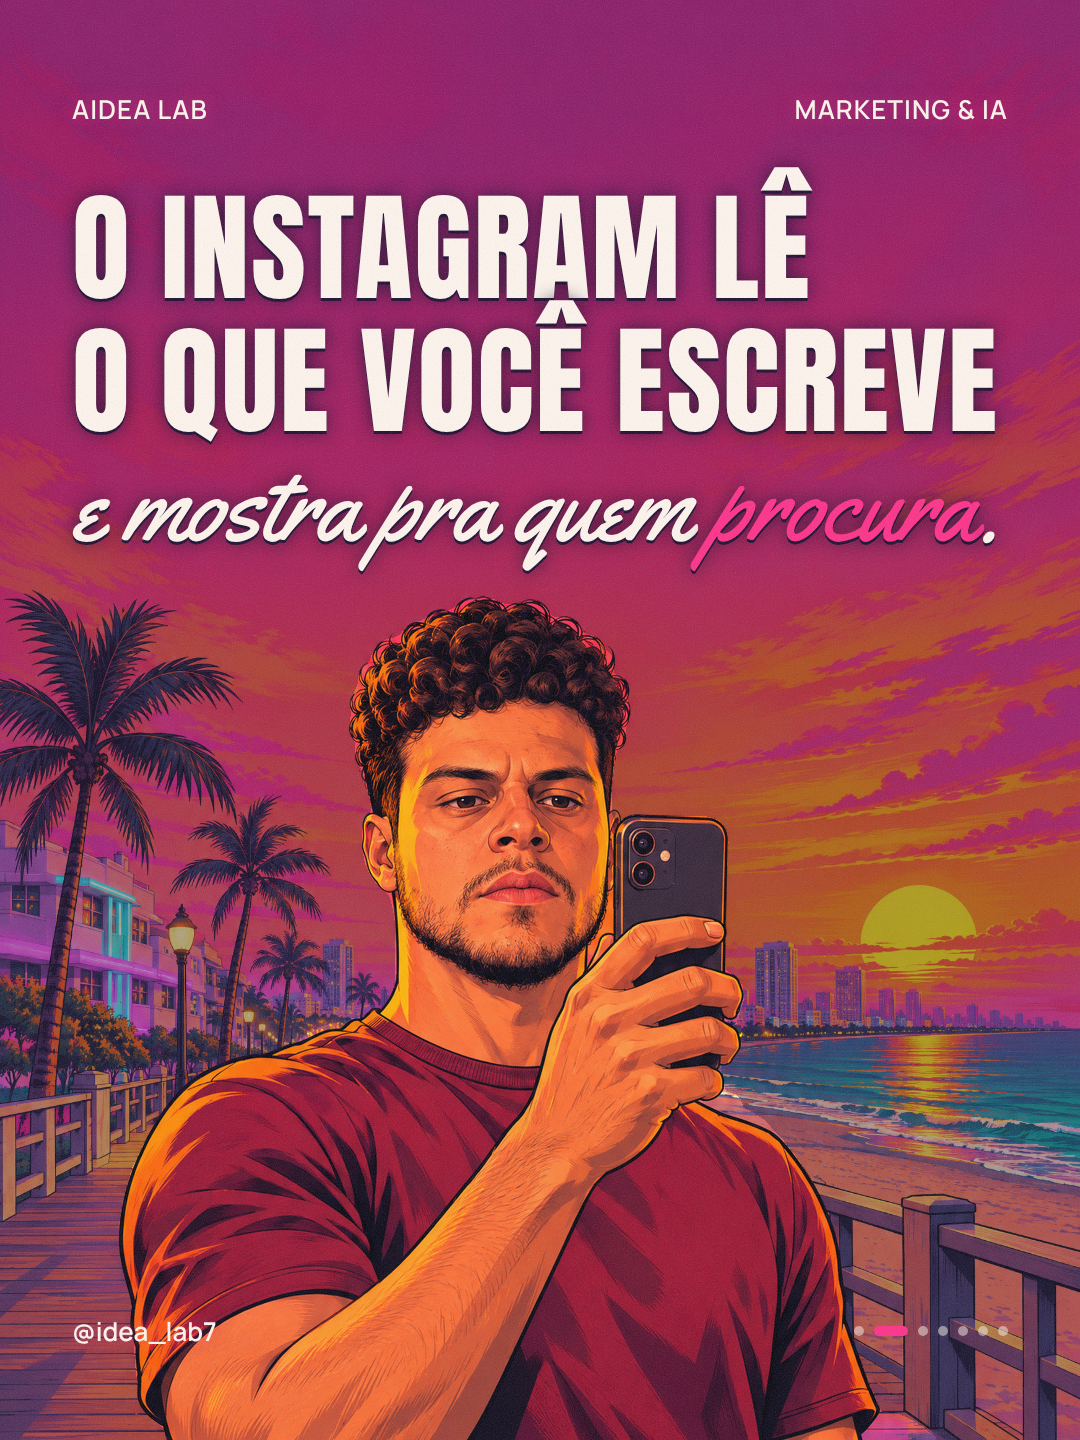 AIDEA LAB
MARKETING & IA
O INSTAGRAM LÊ
O QUE VOCÊ ESCREVE
e mostra pra quem procura.
@idea_lab7